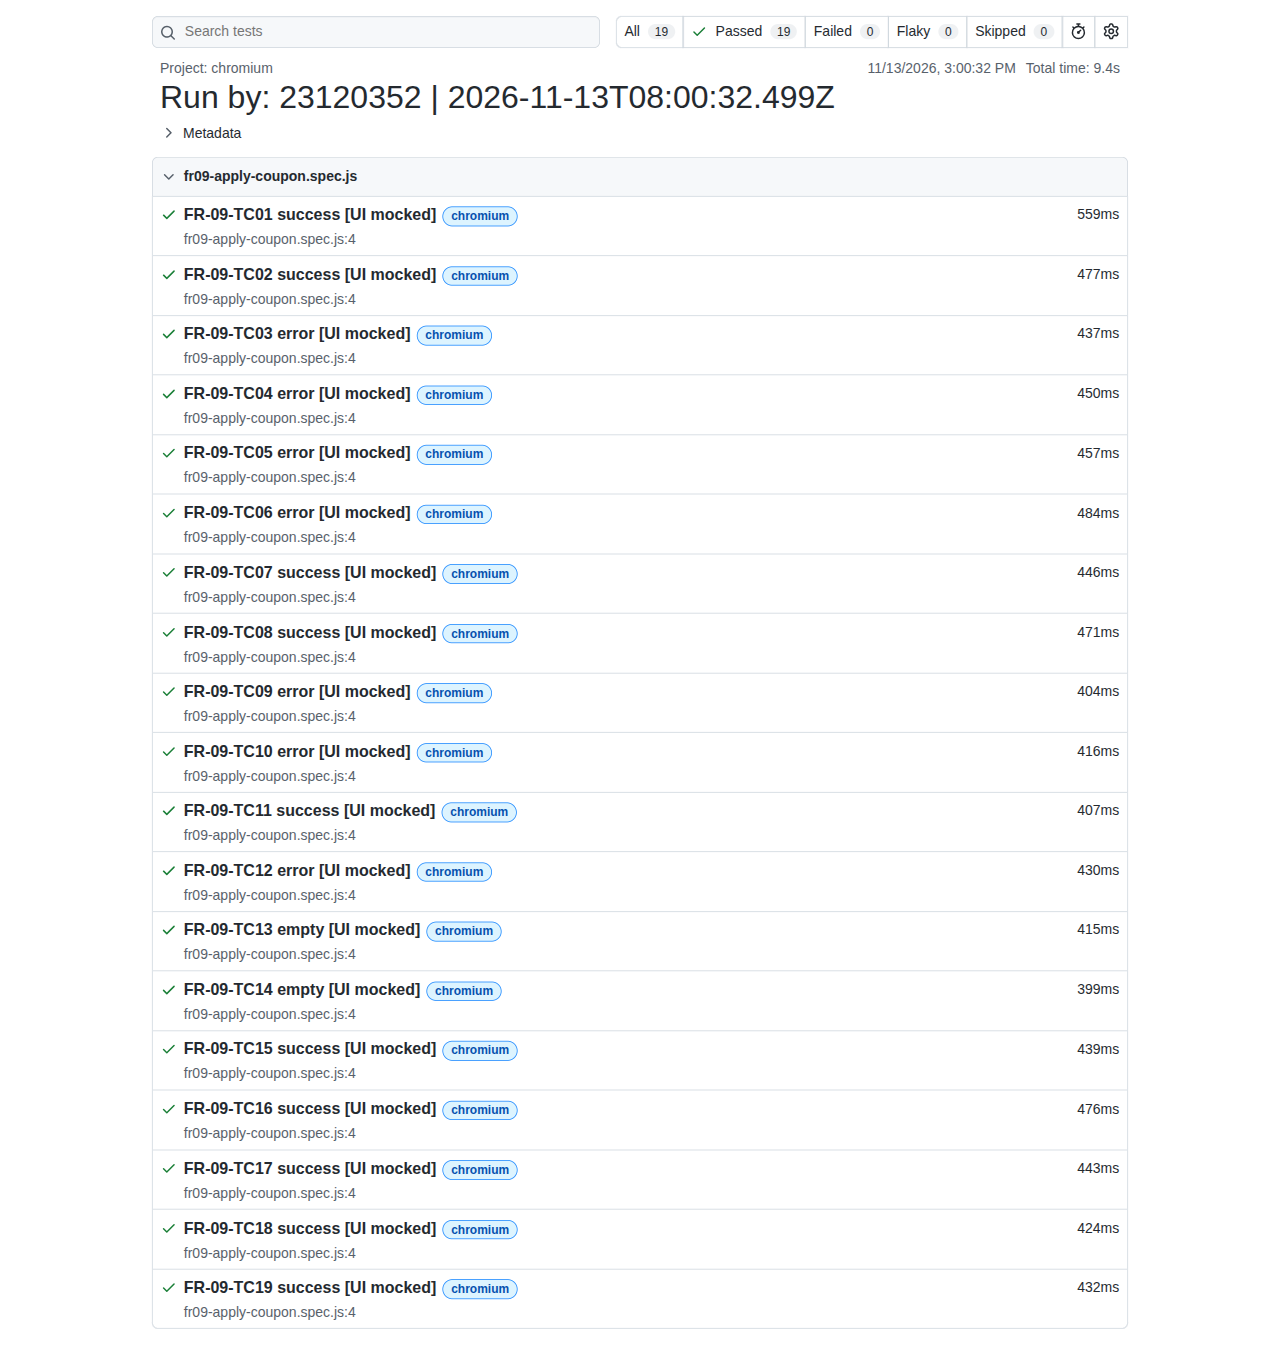 Search tests
All 19 Passed 19 Failed 0 Flaky 0 Skipped 0
Project: chromium 11/13/2026, 3:00:32 PM Total time: 9.4s
Run by: 23120352 | 2026-11-13T08:00:32.499Z
Metadata
fr09-apply-coupon.spec.js
FR-09-TC01 success [UI mocked] chromium 559ms
fr09-apply-coupon.spec.js:4
FR-09-TC02 success [UI mocked] chromium 477ms
fr09-apply-coupon.spec.js:4
FR-09-TC03 error [UI mocked] chromium 437ms
fr09-apply-coupon.spec.js:4
FR-09-TC04 error [UI mocked] chromium 450ms
fr09-apply-coupon.spec.js:4
FR-09-TC05 error [UI mocked] chromium 457ms
fr09-apply-coupon.spec.js:4
FR-09-TC06 error [UI mocked] chromium 484ms
fr09-apply-coupon.spec.js:4
FR-09-TC07 success [UI mocked] chromium 446ms
fr09-apply-coupon.spec.js:4
FR-09-TC08 success [UI mocked] chromium 471ms
fr09-apply-coupon.spec.js:4
FR-09-TC09 error [UI mocked] chromium 404ms
fr09-apply-coupon.spec.js:4
FR-09-TC10 error [UI mocked] chromium 416ms
fr09-apply-coupon.spec.js:4
FR-09-TC11 success [UI mocked] chromium 407ms
fr09-apply-coupon.spec.js:4
FR-09-TC12 error [UI mocked] chromium 430ms
fr09-apply-coupon.spec.js:4
FR-09-TC13 empty [UI mocked] chromium 415ms
fr09-apply-coupon.spec.js:4
FR-09-TC14 empty [UI mocked] chromium 399ms
fr09-apply-coupon.spec.js:4
FR-09-TC15 success [UI mocked] chromium 439ms
fr09-apply-coupon.spec.js:4
FR-09-TC16 success [UI mocked] chromium 476ms
fr09-apply-coupon.spec.js:4
FR-09-TC17 success [UI mocked] chromium 443ms
fr09-apply-coupon.spec.js:4
FR-09-TC18 success [UI mocked] chromium 424ms
fr09-apply-coupon.spec.js:4
FR-09-TC19 success [UI mocked] chromium 432ms
fr09-apply-coupon.spec.js:4